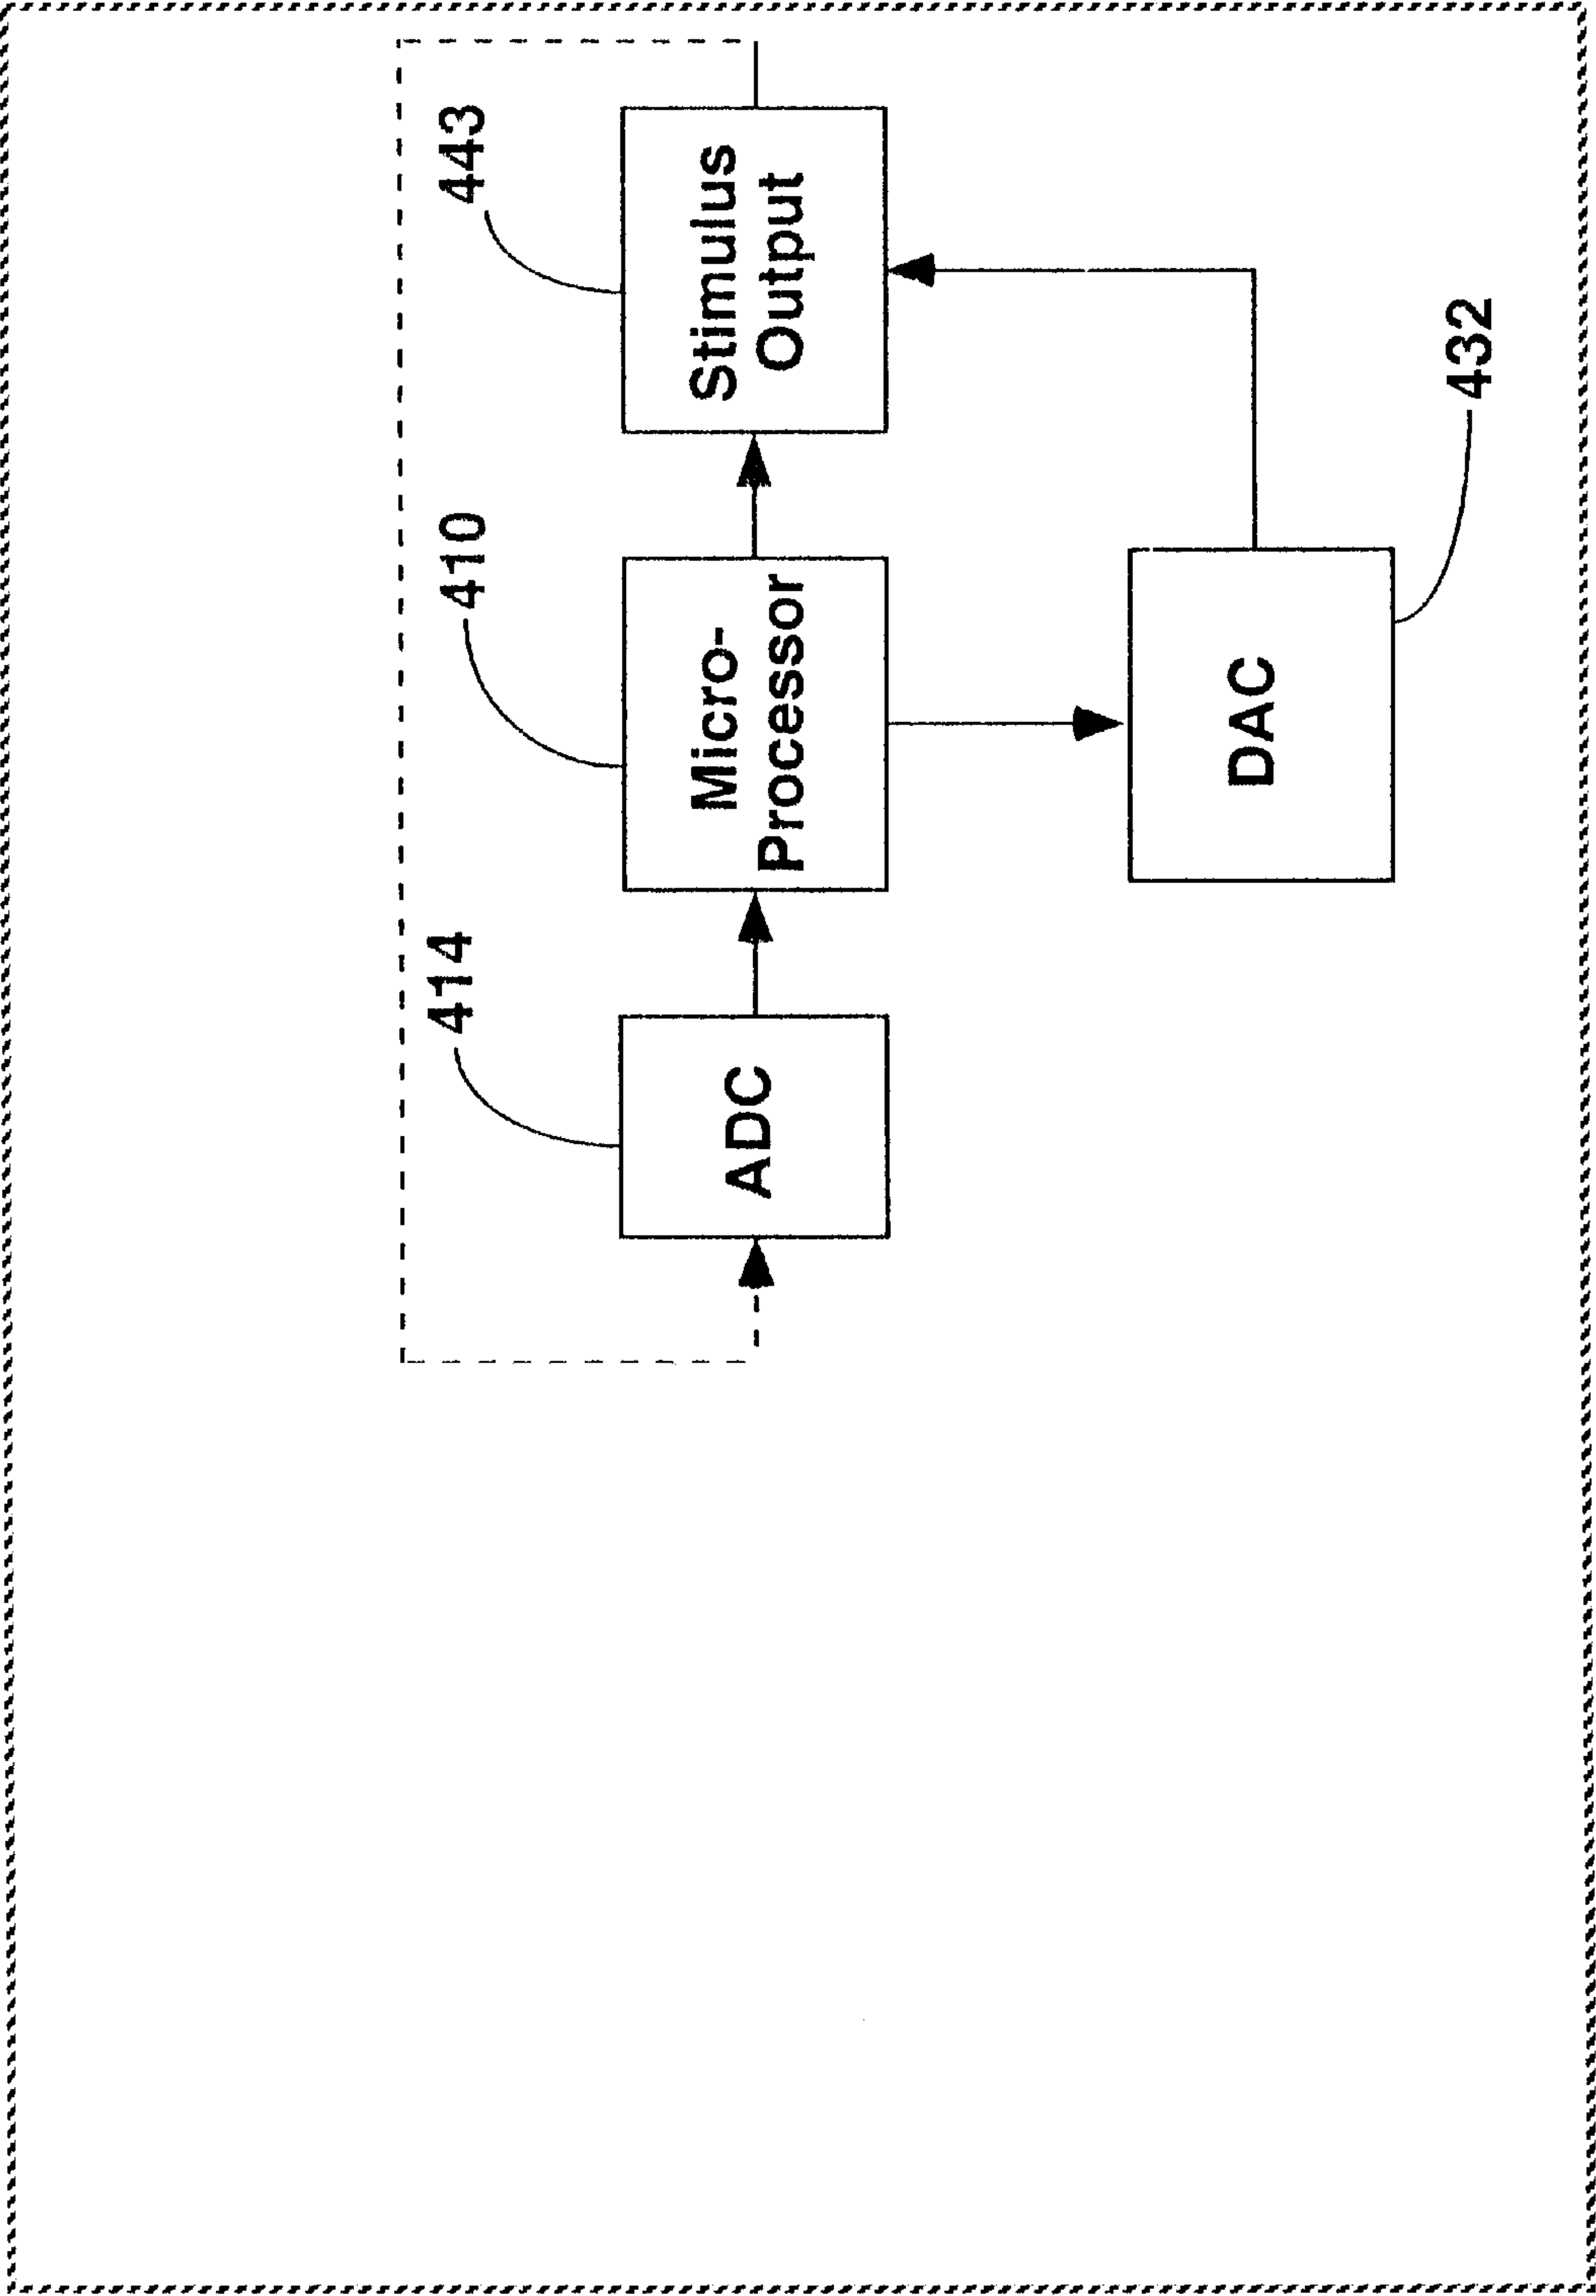 414
410
443
ADC
Micro-
Processor
Stimulus
Output
DAC
432